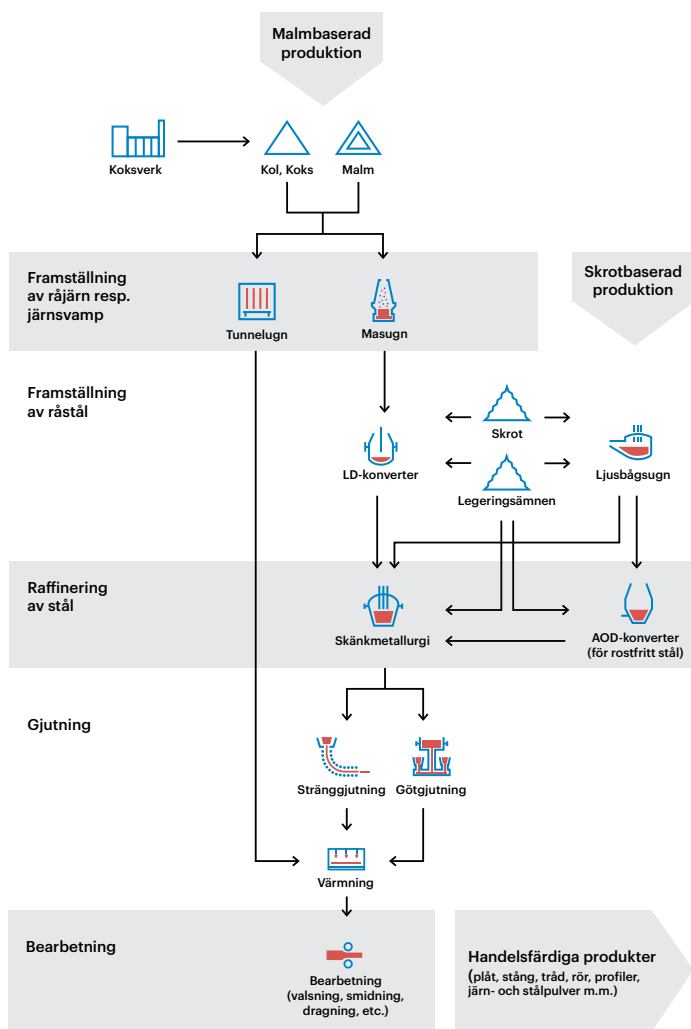 Malmbaserad
produktion
Koksverk
Kol, Koks
Malm
Framställning
av råjärn resp.
järnsvamp
Tunnelugn
Masugn
Skrotbaserad
produktion
Framställning
av råstål
Skrot
LD-konverter
Legeringsämnen
Ljusbågsugn
Raffinering
av stål
Skänkmetallurgi
AOD-konverter
(för rostfritt stål)
Gjutning
Stränggjutning
Götgjutning
Värmning
Bearbetning
Bearbetning
(valsning, smidning,
dragning, etc.)
Handelsfärdiga produkter
(plåt, stång, tråd, rör, profiler,
järn- och stålpulver m.m.)